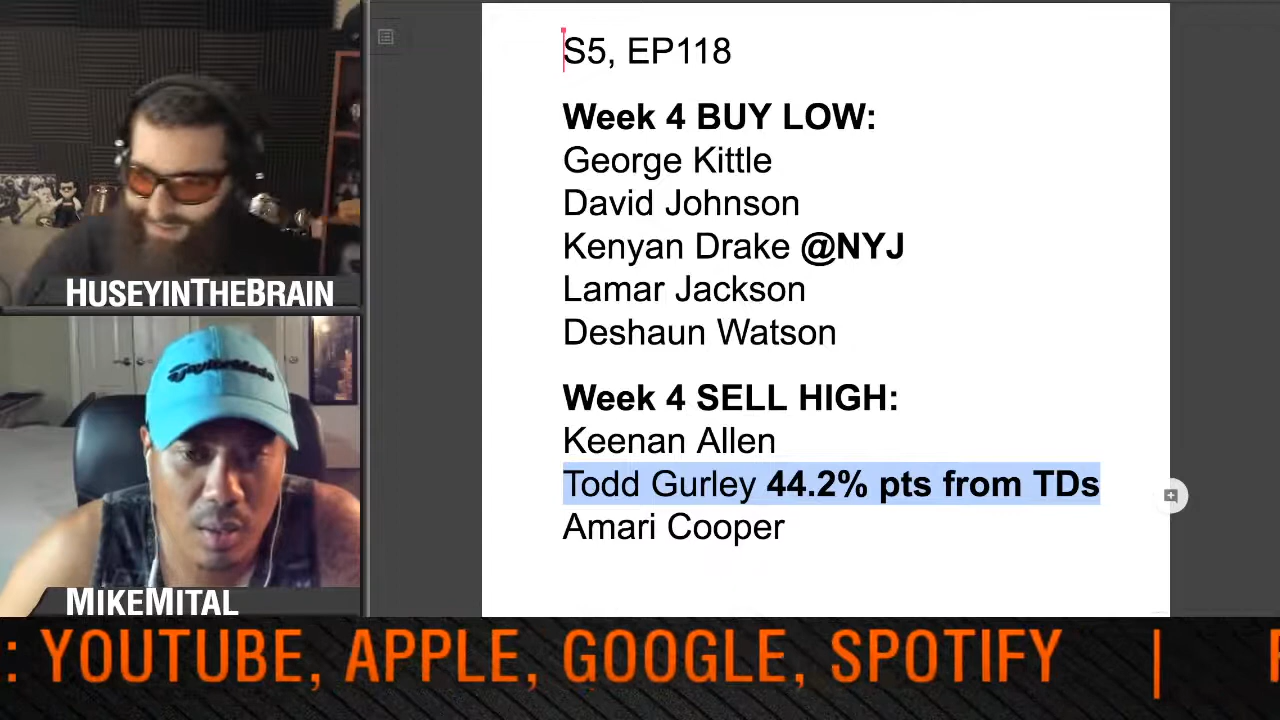 S5, EP118
Week 4 BUY LOW:
George Kittle
David Johnson
Kenyan Drake @NYJ
Lamar Jackson
Deshaun Watson
Week 4 SELL HIGH:
Keenan Allen
Todd Gurley 44.2% pts from TDs
Amari Cooper
HUSEYINTHEBRAIN
TaylorMade
MIKEMITAL
: YOUTUBE, APPLE, GOOGLE, SPOTIFY |